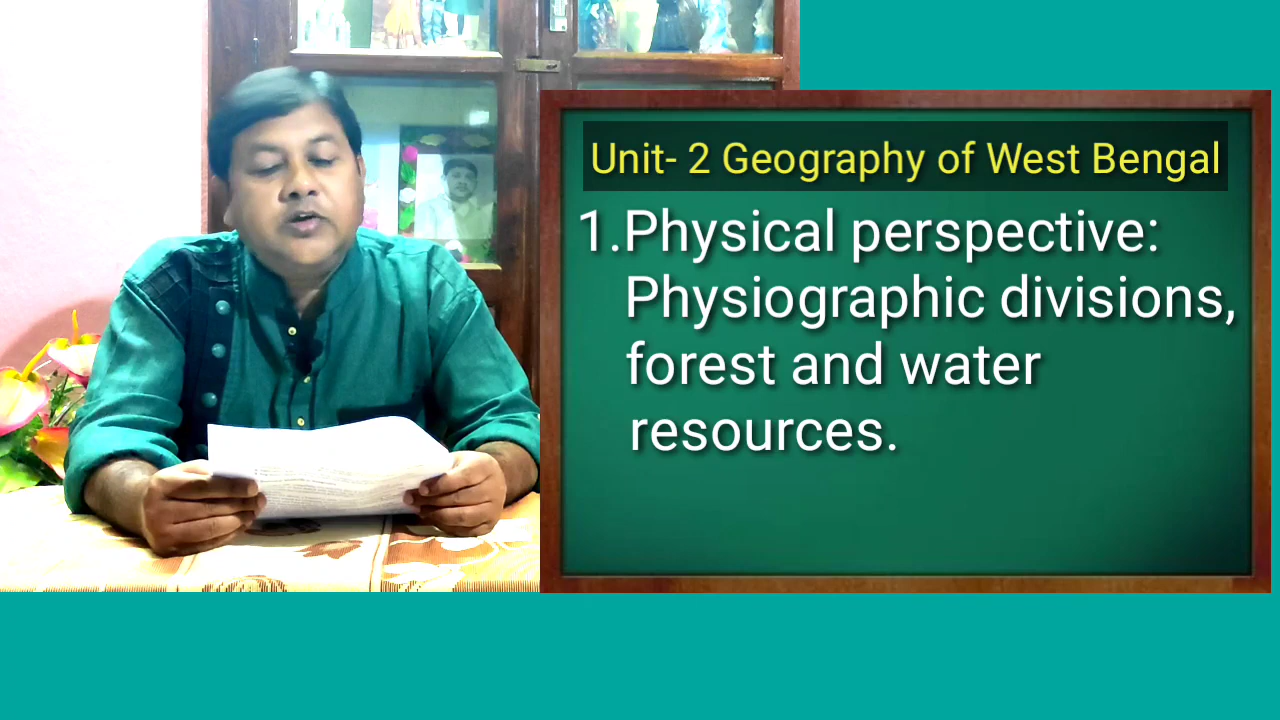 Unit- 2 Geography of West Bengal
1.Physical perspective:
Physiographic divisions,
forest and water
resources.